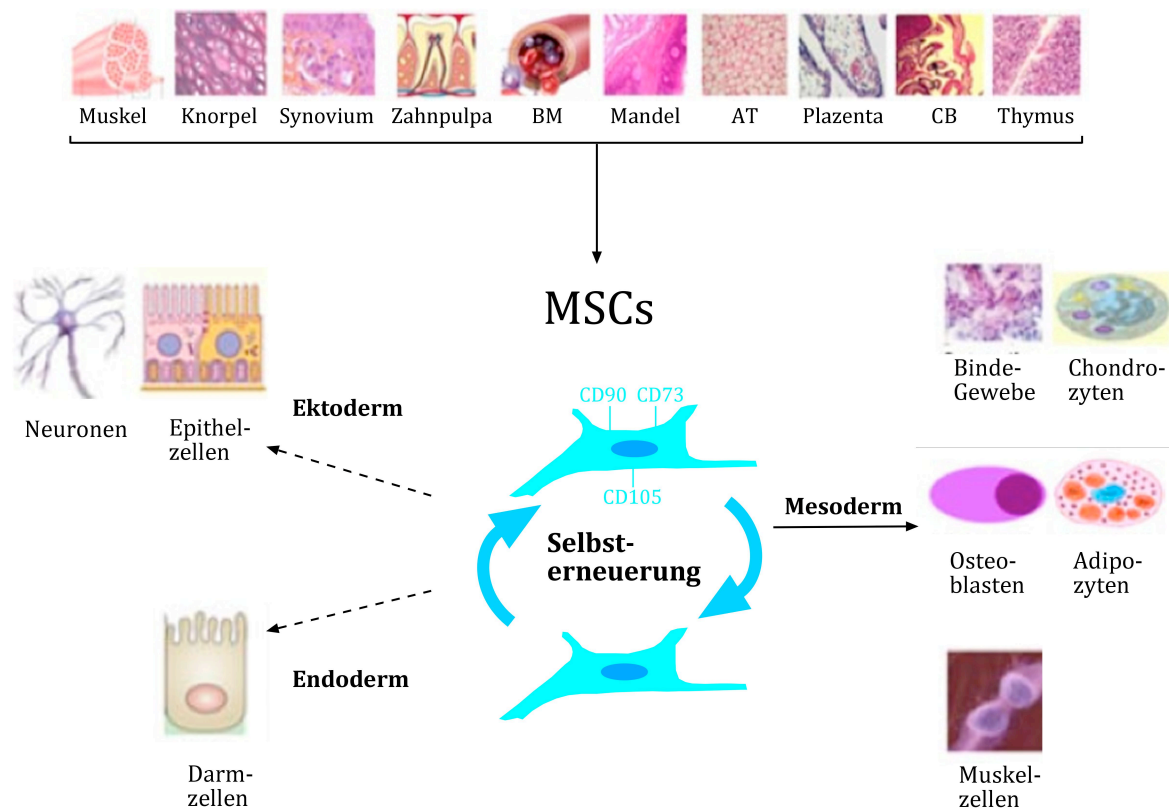 Muskel Knorpel Synovium Zahnpulpa BM Mandel AT Plazenta CB Thymus
MSCs
Binde-
Gewebe
Chondro-
zyten
CD90 CD73
Ektoderm
Neuronen
Epithel-
zellen
CD105
Mesoderm
Selbst-
erneuerung
Osteo-
blasten
Adipo-
zyten
Endoderm
Darm-
zellen
Muskel-
zellen